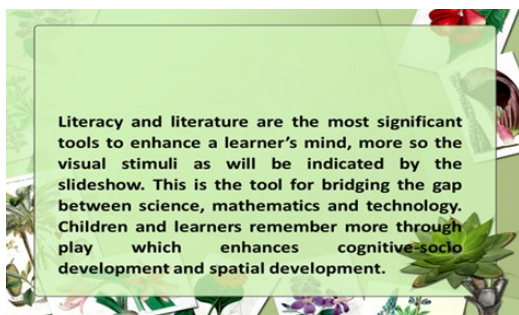 Literacy and literature are the most significant
tools to enhance a learner's mind, more so the
visual stimuli as will be indicated by the
slideshow. This is the tool for bridging the gap
between science, mathematics and technology.
Children and learners remember more through
play which enhances cognitive-socio
development and spatial development.